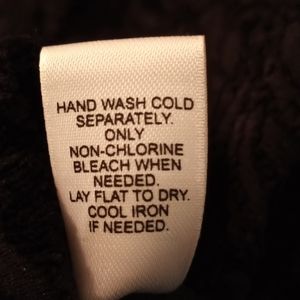 HAND WASH COLD
SEPARATELY.
ONLY
NON-CHLORINE
BLEACH WHEN
NEEDED.
LAY FLAT TO DRY.
COOL IRON
IF NEEDED.